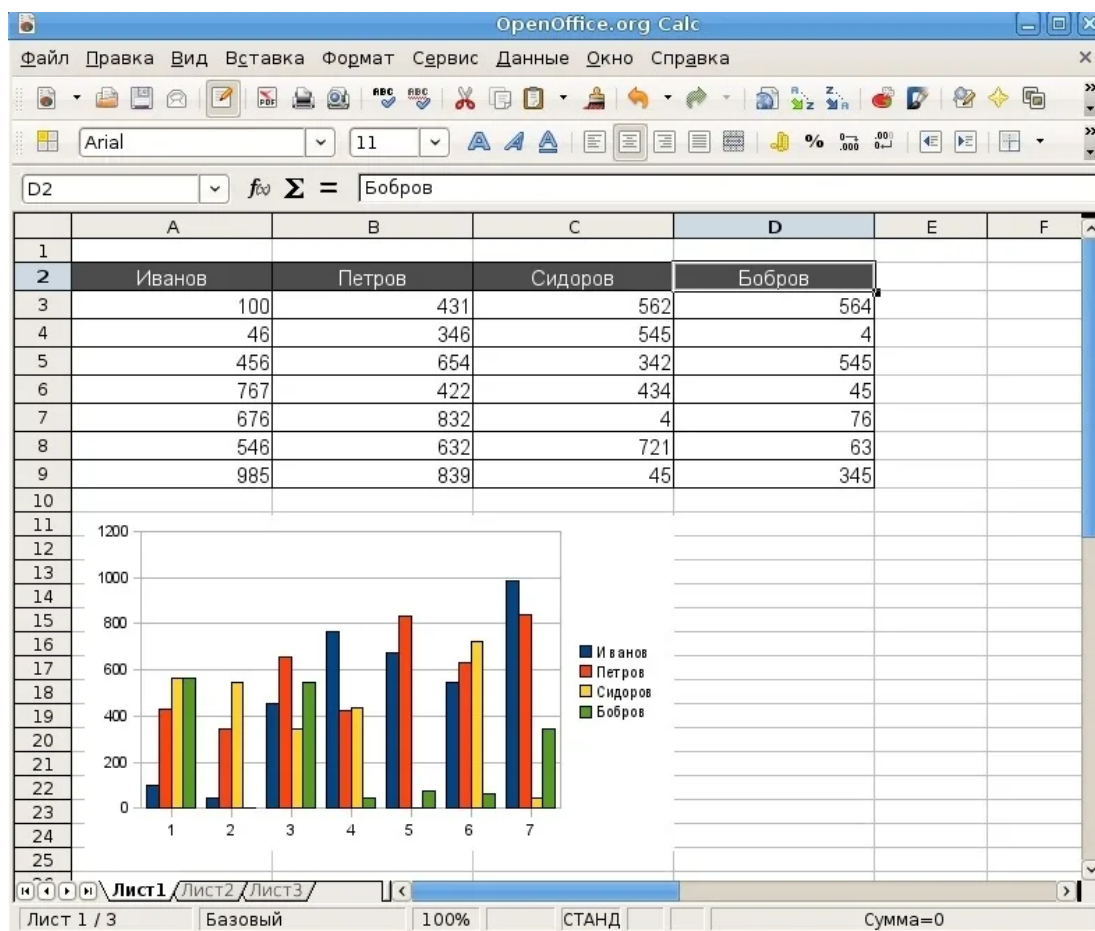 OpenOffice.org Calc
Файл Правка Вид Вставка Формат Сервис Данные Окно Справка
Arial 11
D2 Бобров
A B C D E F
1
2 Иванов Петров Сидоров Бобров
3 100 431 562 564
4 46 346 545 4
5 456 654 342 545
6 767 422 434 45
7 676 832 4 76
8 546 632 721 63
9 985 839 45 345
10
11
12
13
14
15
16
17
18
19
20
21
22
23
24
25
1200
1000
800
600
400
200
0
1 2 3 4 5 6 7
Иванов
Петров
Сидоров
Бобров
Лист1 Лист2 Лист3
Лист 1 / 3 Базовый 100% СТАНД Сумма=0